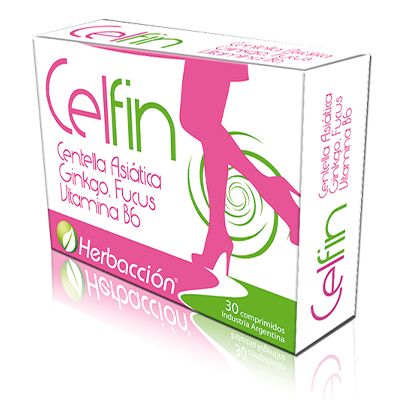 Celfin
Centella Asiática
Ginkgo, Fucus
Vitamina B6
Herbacción®
30 comprimidos
Industria Argentina
Celfin
Centella Asiática
Ginkgo, Fucus
Vitamina B6